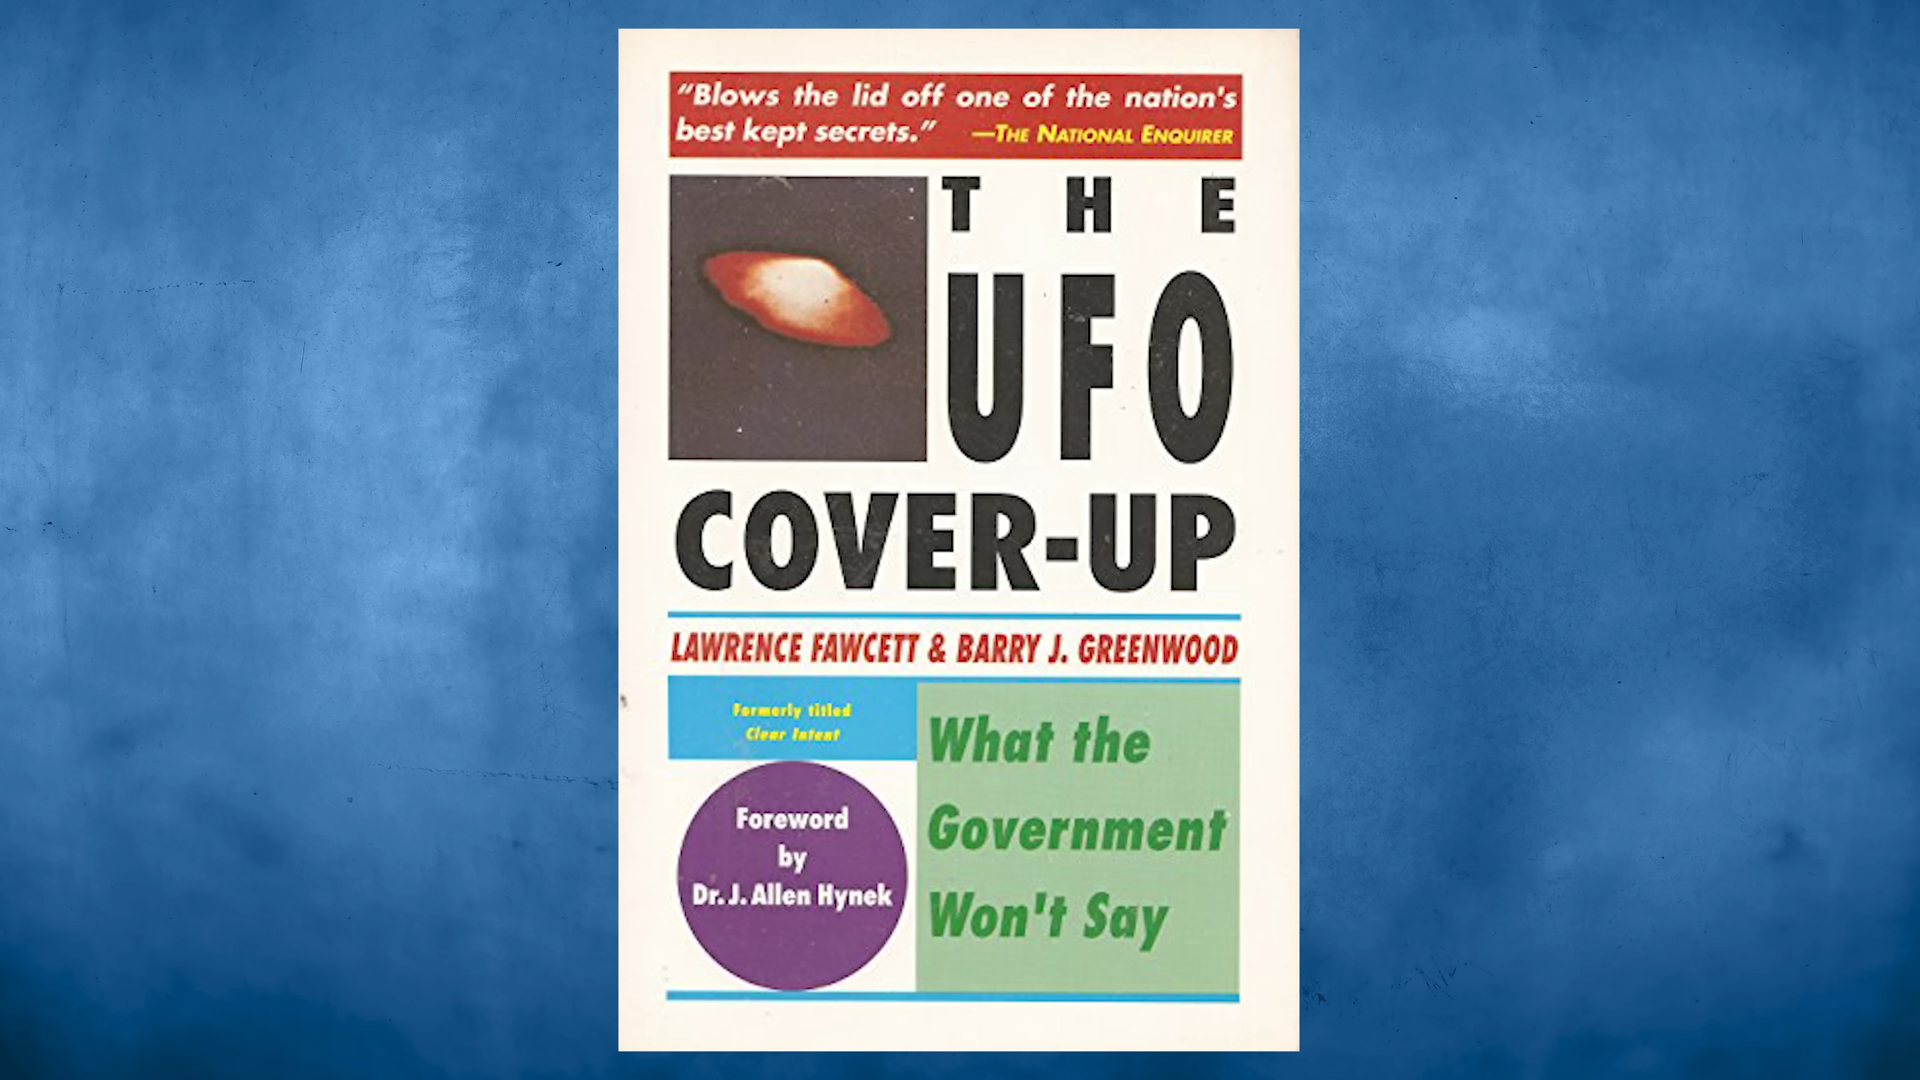 “Blows the lid off one of the nation's
best kept secrets.” —THE NATIONAL ENQUIRER
THE
UFO
COVER-UP
LAWRENCE FAWCETT & BARRY J. GREENWOOD
Formerly titled
Clear Intent
Foreword
by
Dr. J. Allen Hynek
What the
Government
Won't Say